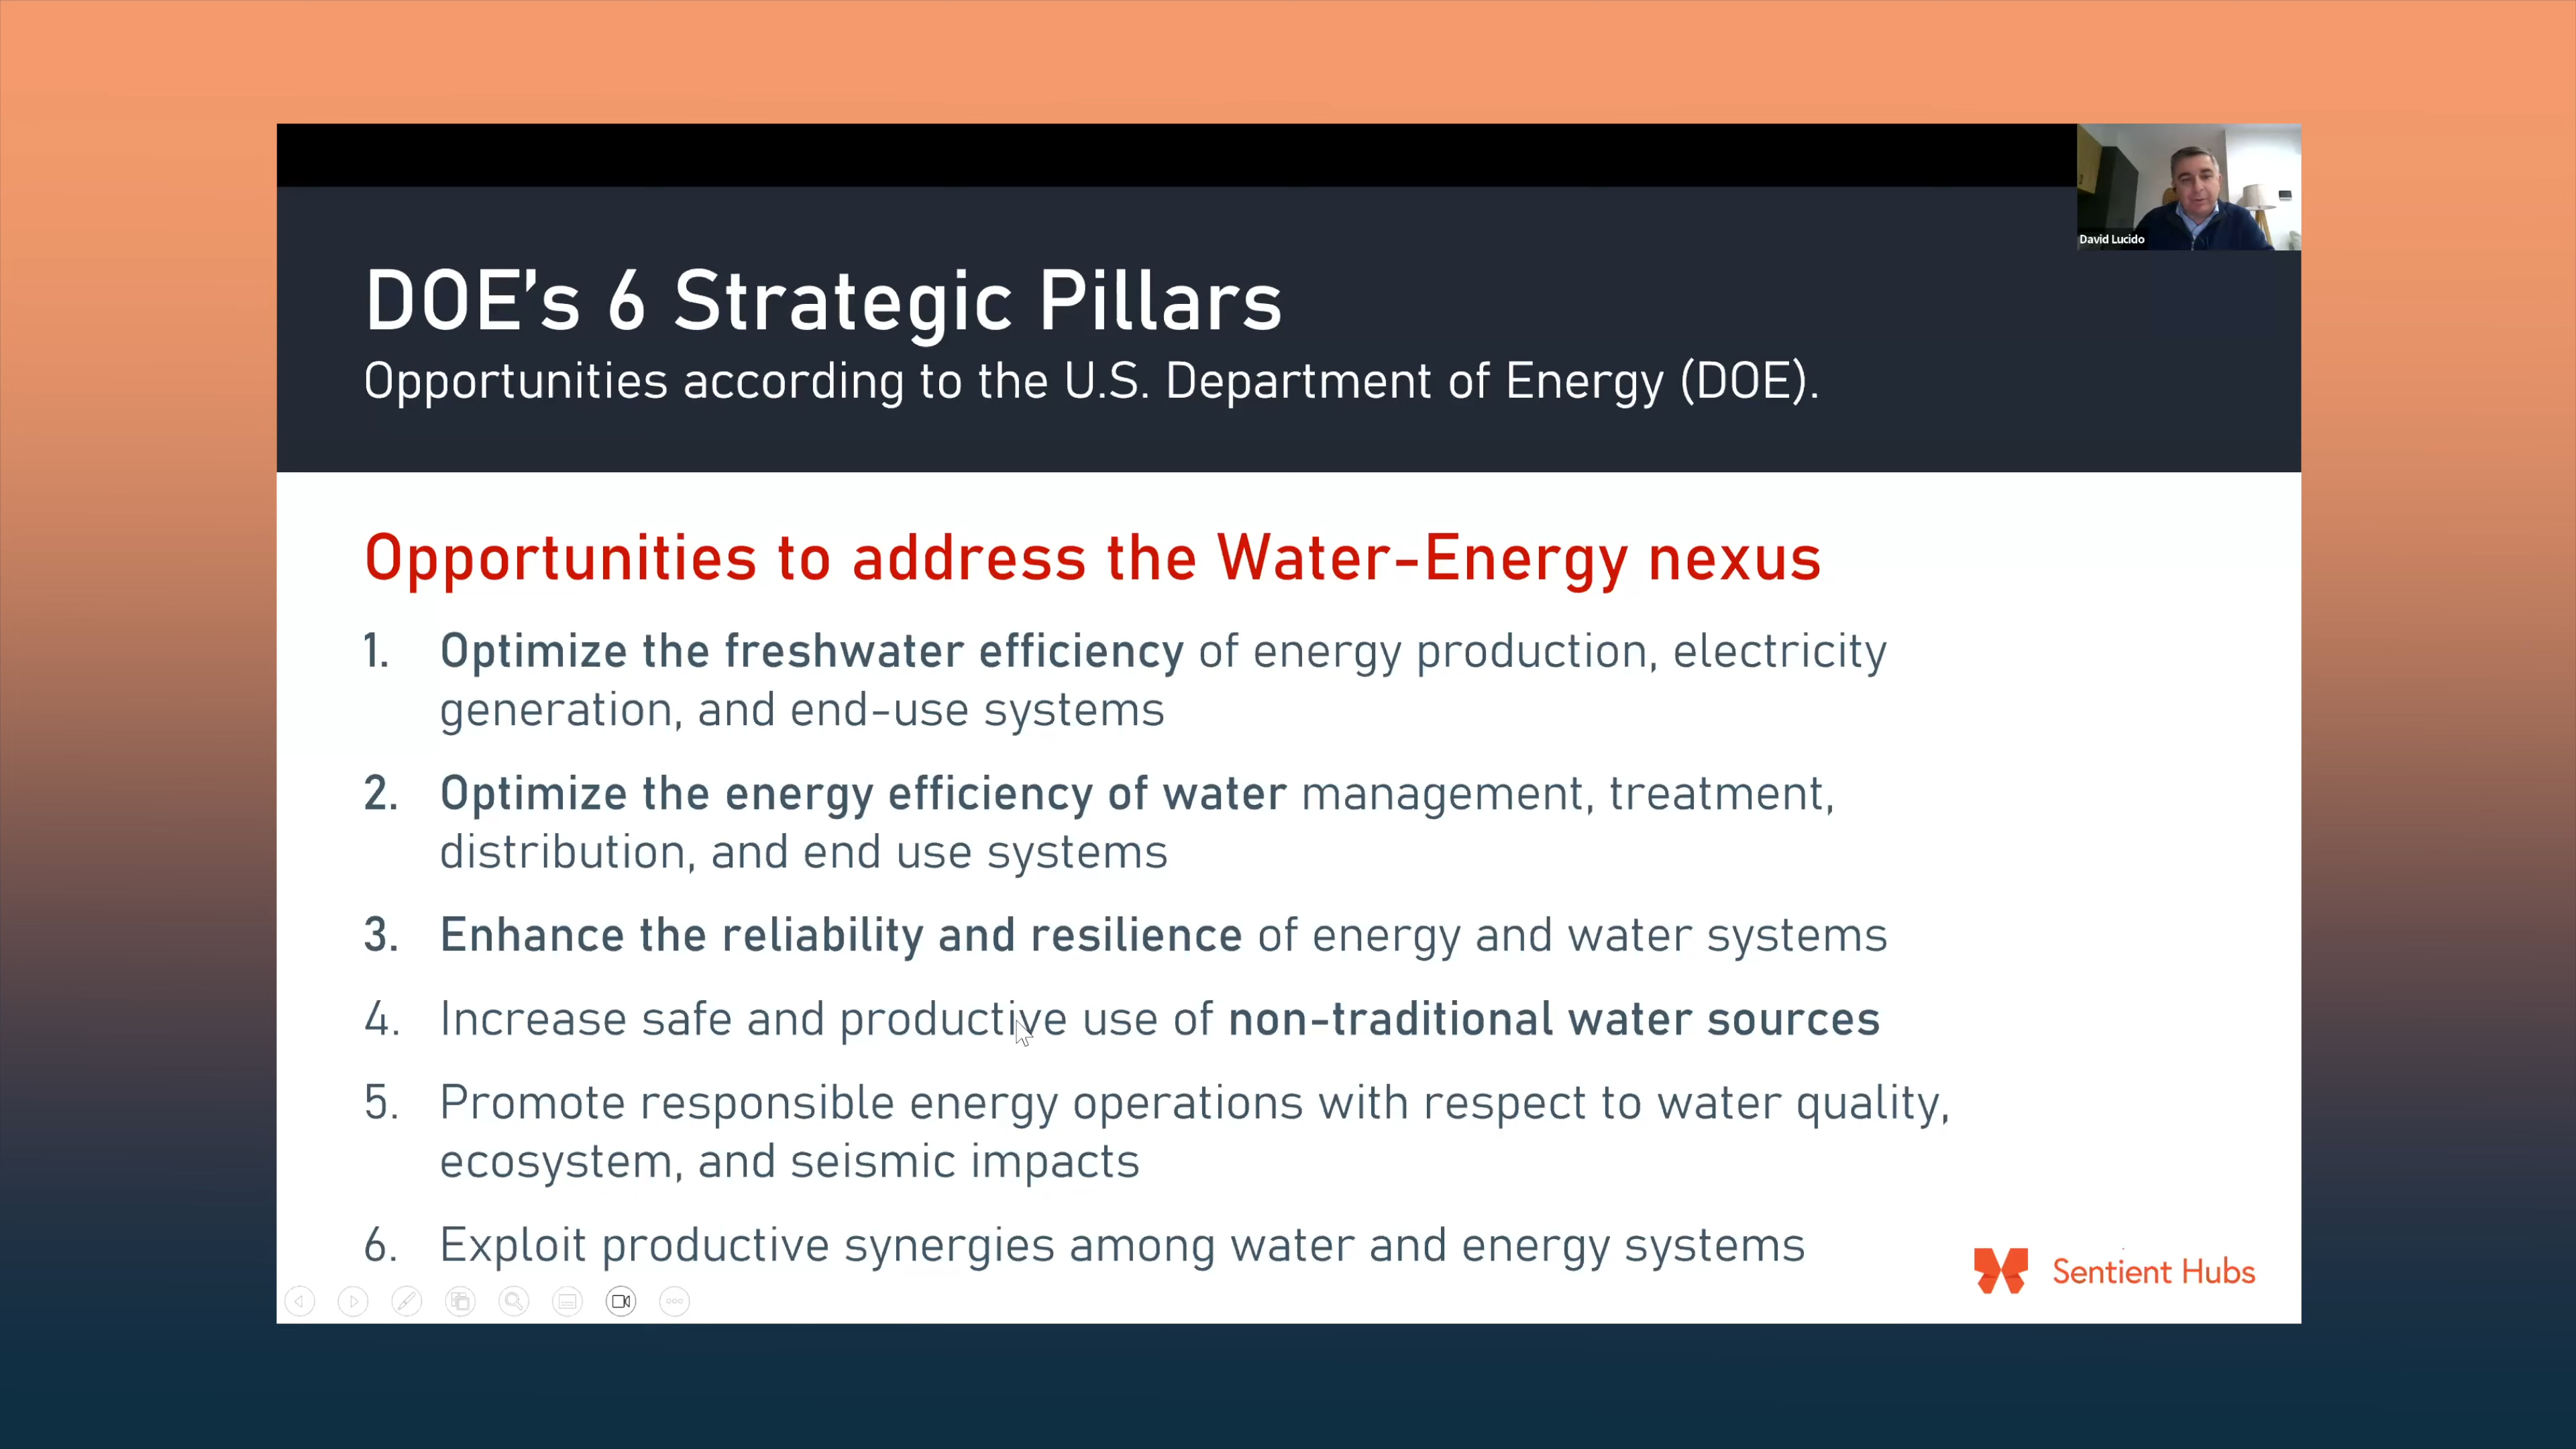 David Lucido
DOE’s 6 Strategic Pillars
Opportunities according to the U.S. Department of Energy (DOE).
Opportunities to address the Water-Energy nexus
1. Optimize the freshwater efficiency of energy production, electricity
generation, and end-use systems
2. Optimize the energy efficiency of water management, treatment,
distribution, and end use systems
3. Enhance the reliability and resilience of energy and water systems
4. Increase safe and productive use of non-traditional water sources
5. Promote responsible energy operations with respect to water quality,
ecosystem, and seismic impacts
6. Exploit productive synergies among water and energy systems
Sentient Hubs